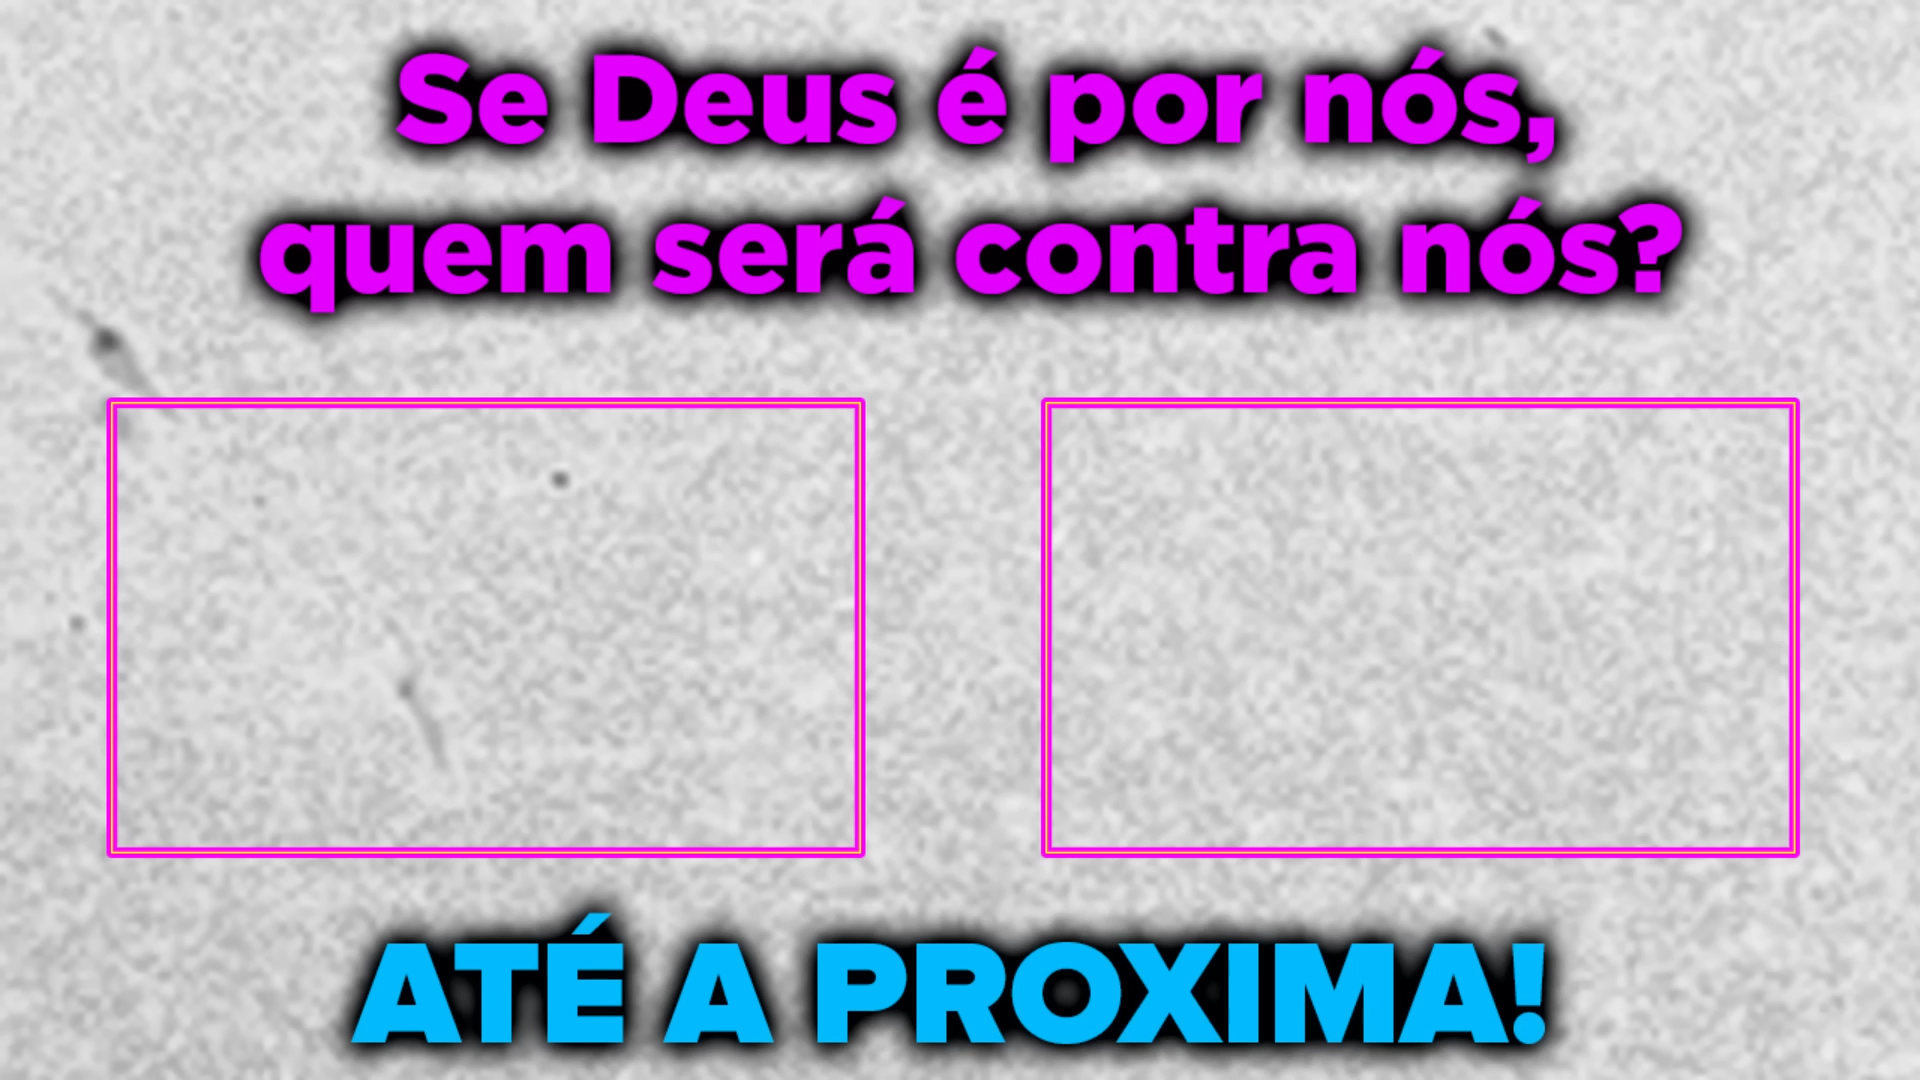 Se Deus é por nós,
quem será contra nós?
ATÉ A PROXIMA!